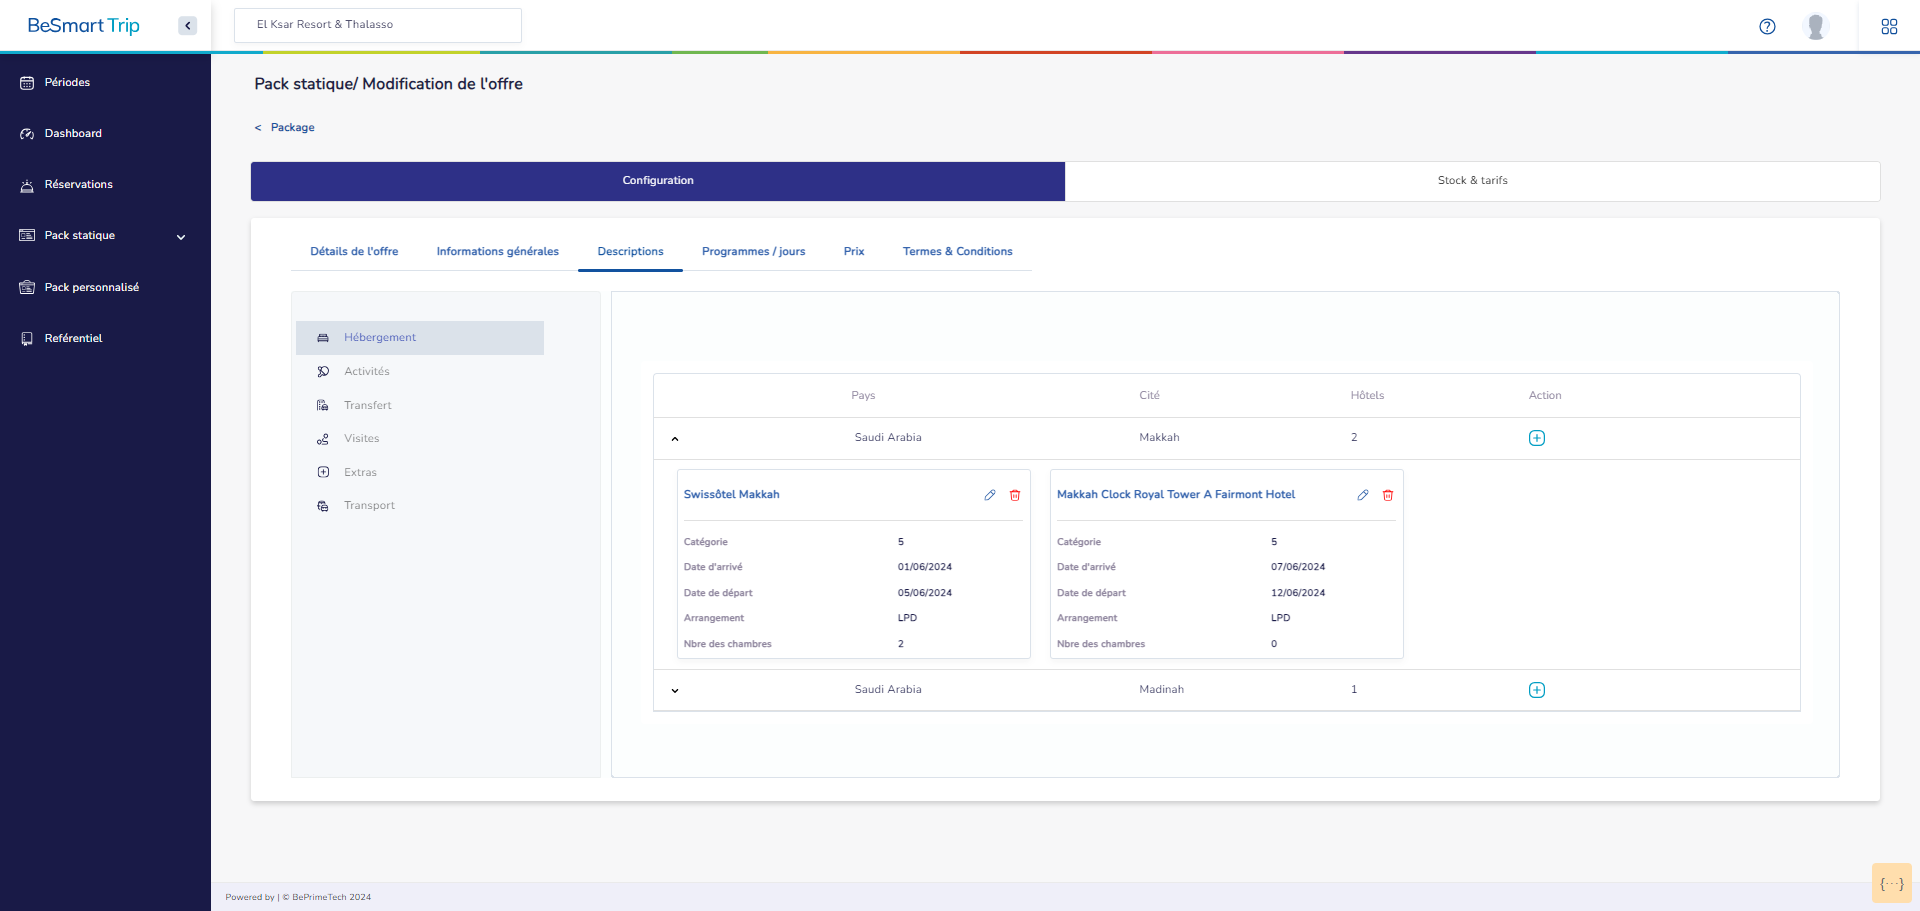 BeSmart Trip
El Ksar Resort & Thalasso
Périodes
Dashboard
Réservations
Pack statique
Pack personnalisé
Reférentiel
Pack statique/ Modification de l'offre
< Package
Configuration
Stock & tarifs
Détails de l'offre
Informations générales
Descriptions
Programmes / jours
Prix
Termes & Conditions
Hébergement
Activités
Transfert
Visites
Extras
Transport
Pays Cité Hôtels Action
Saudi Arabia Makkah 2
Swissôtel Makkah
Catégorie 5
Date d'arrivé 01/06/2024
Date de départ 05/06/2024
Arrangement LPD
Nbre des chambres 2
Makkah Clock Royal Tower A Fairmont Hotel
Catégorie 5
Date d'arrivé 07/06/2024
Date de départ 12/06/2024
Arrangement LPD
Nbre des chambres 0
Saudi Arabia Madinah 1
Powered by | © BePrimeTech 2024
{···}